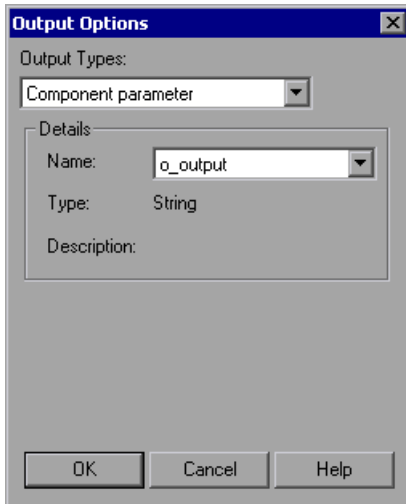 Output Options
Output Types:
Component parameter
Details
Name: o_output
Type: String
Description:
OK Cancel Help